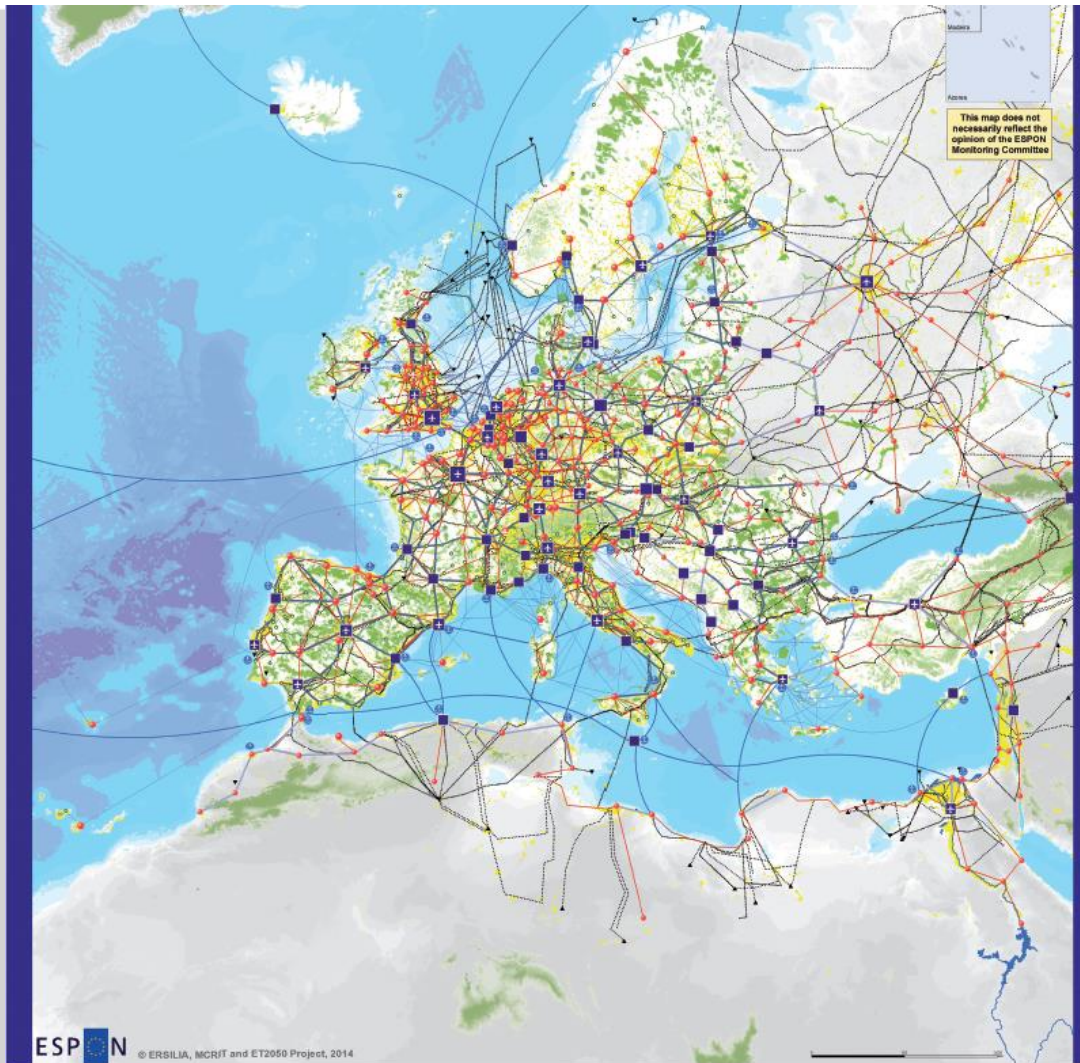 Madeira
Azores
This map does not
necessarily reflect the
opinion of the ESPON
Monitoring Committee
ESPON
© ERSILIA, MCRIT and ET2050 Project, 2014